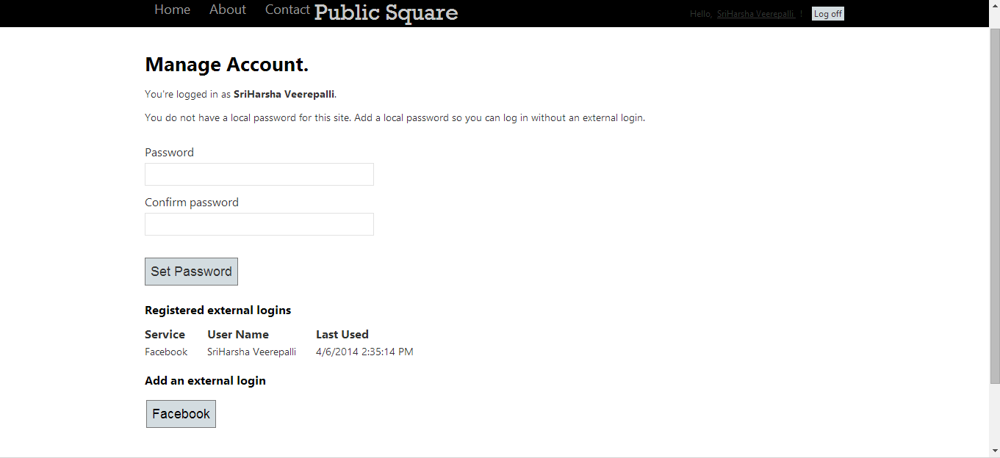 Home About Contact Public Square Hello, SriHarsha Veerepalli ! Log off
Manage Account.
You're logged in as SriHarsha Veerepalli.
You do not have a local password for this site. Add a local password so you can log in without an external login.
Password
Confirm password
Set Password
Registered external logins
Service User Name Last Used
Facebook SriHarsha Veerepalli 4/6/2014 2:35:14 PM
Add an external login
Facebook